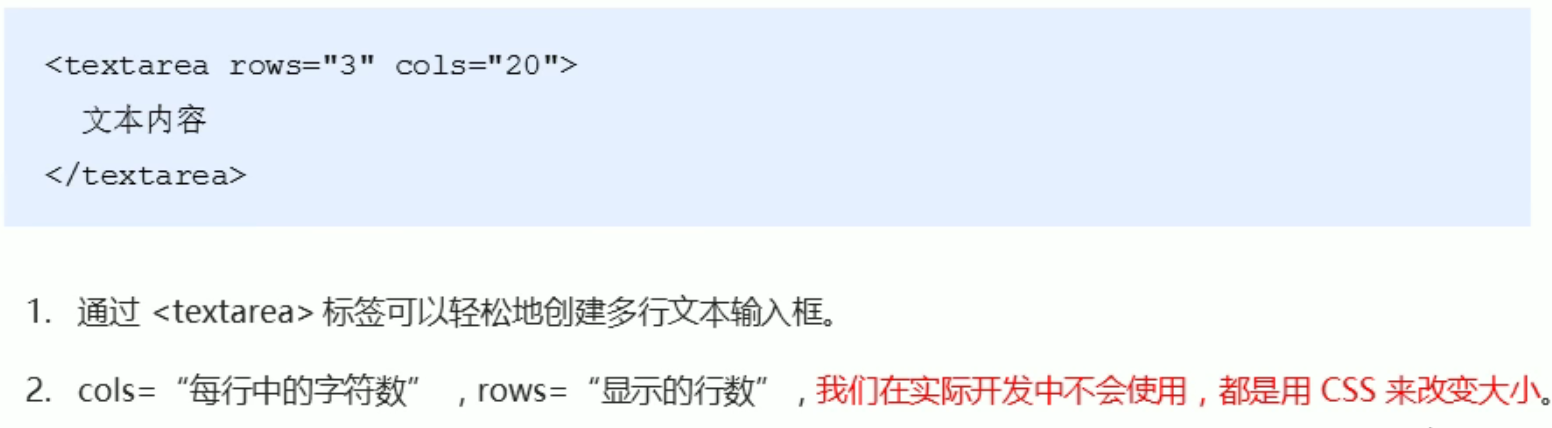 <textarea rows="3" cols="20">
文本内容
</textarea>
1. 通过 <textarea> 标签可以轻松地创建多行文本输入框。
2. cols=“每行中的字符数” , rows=“显示的行数” , 我们在实际开发中不会使用 , 都是用 CSS 来改变大小。